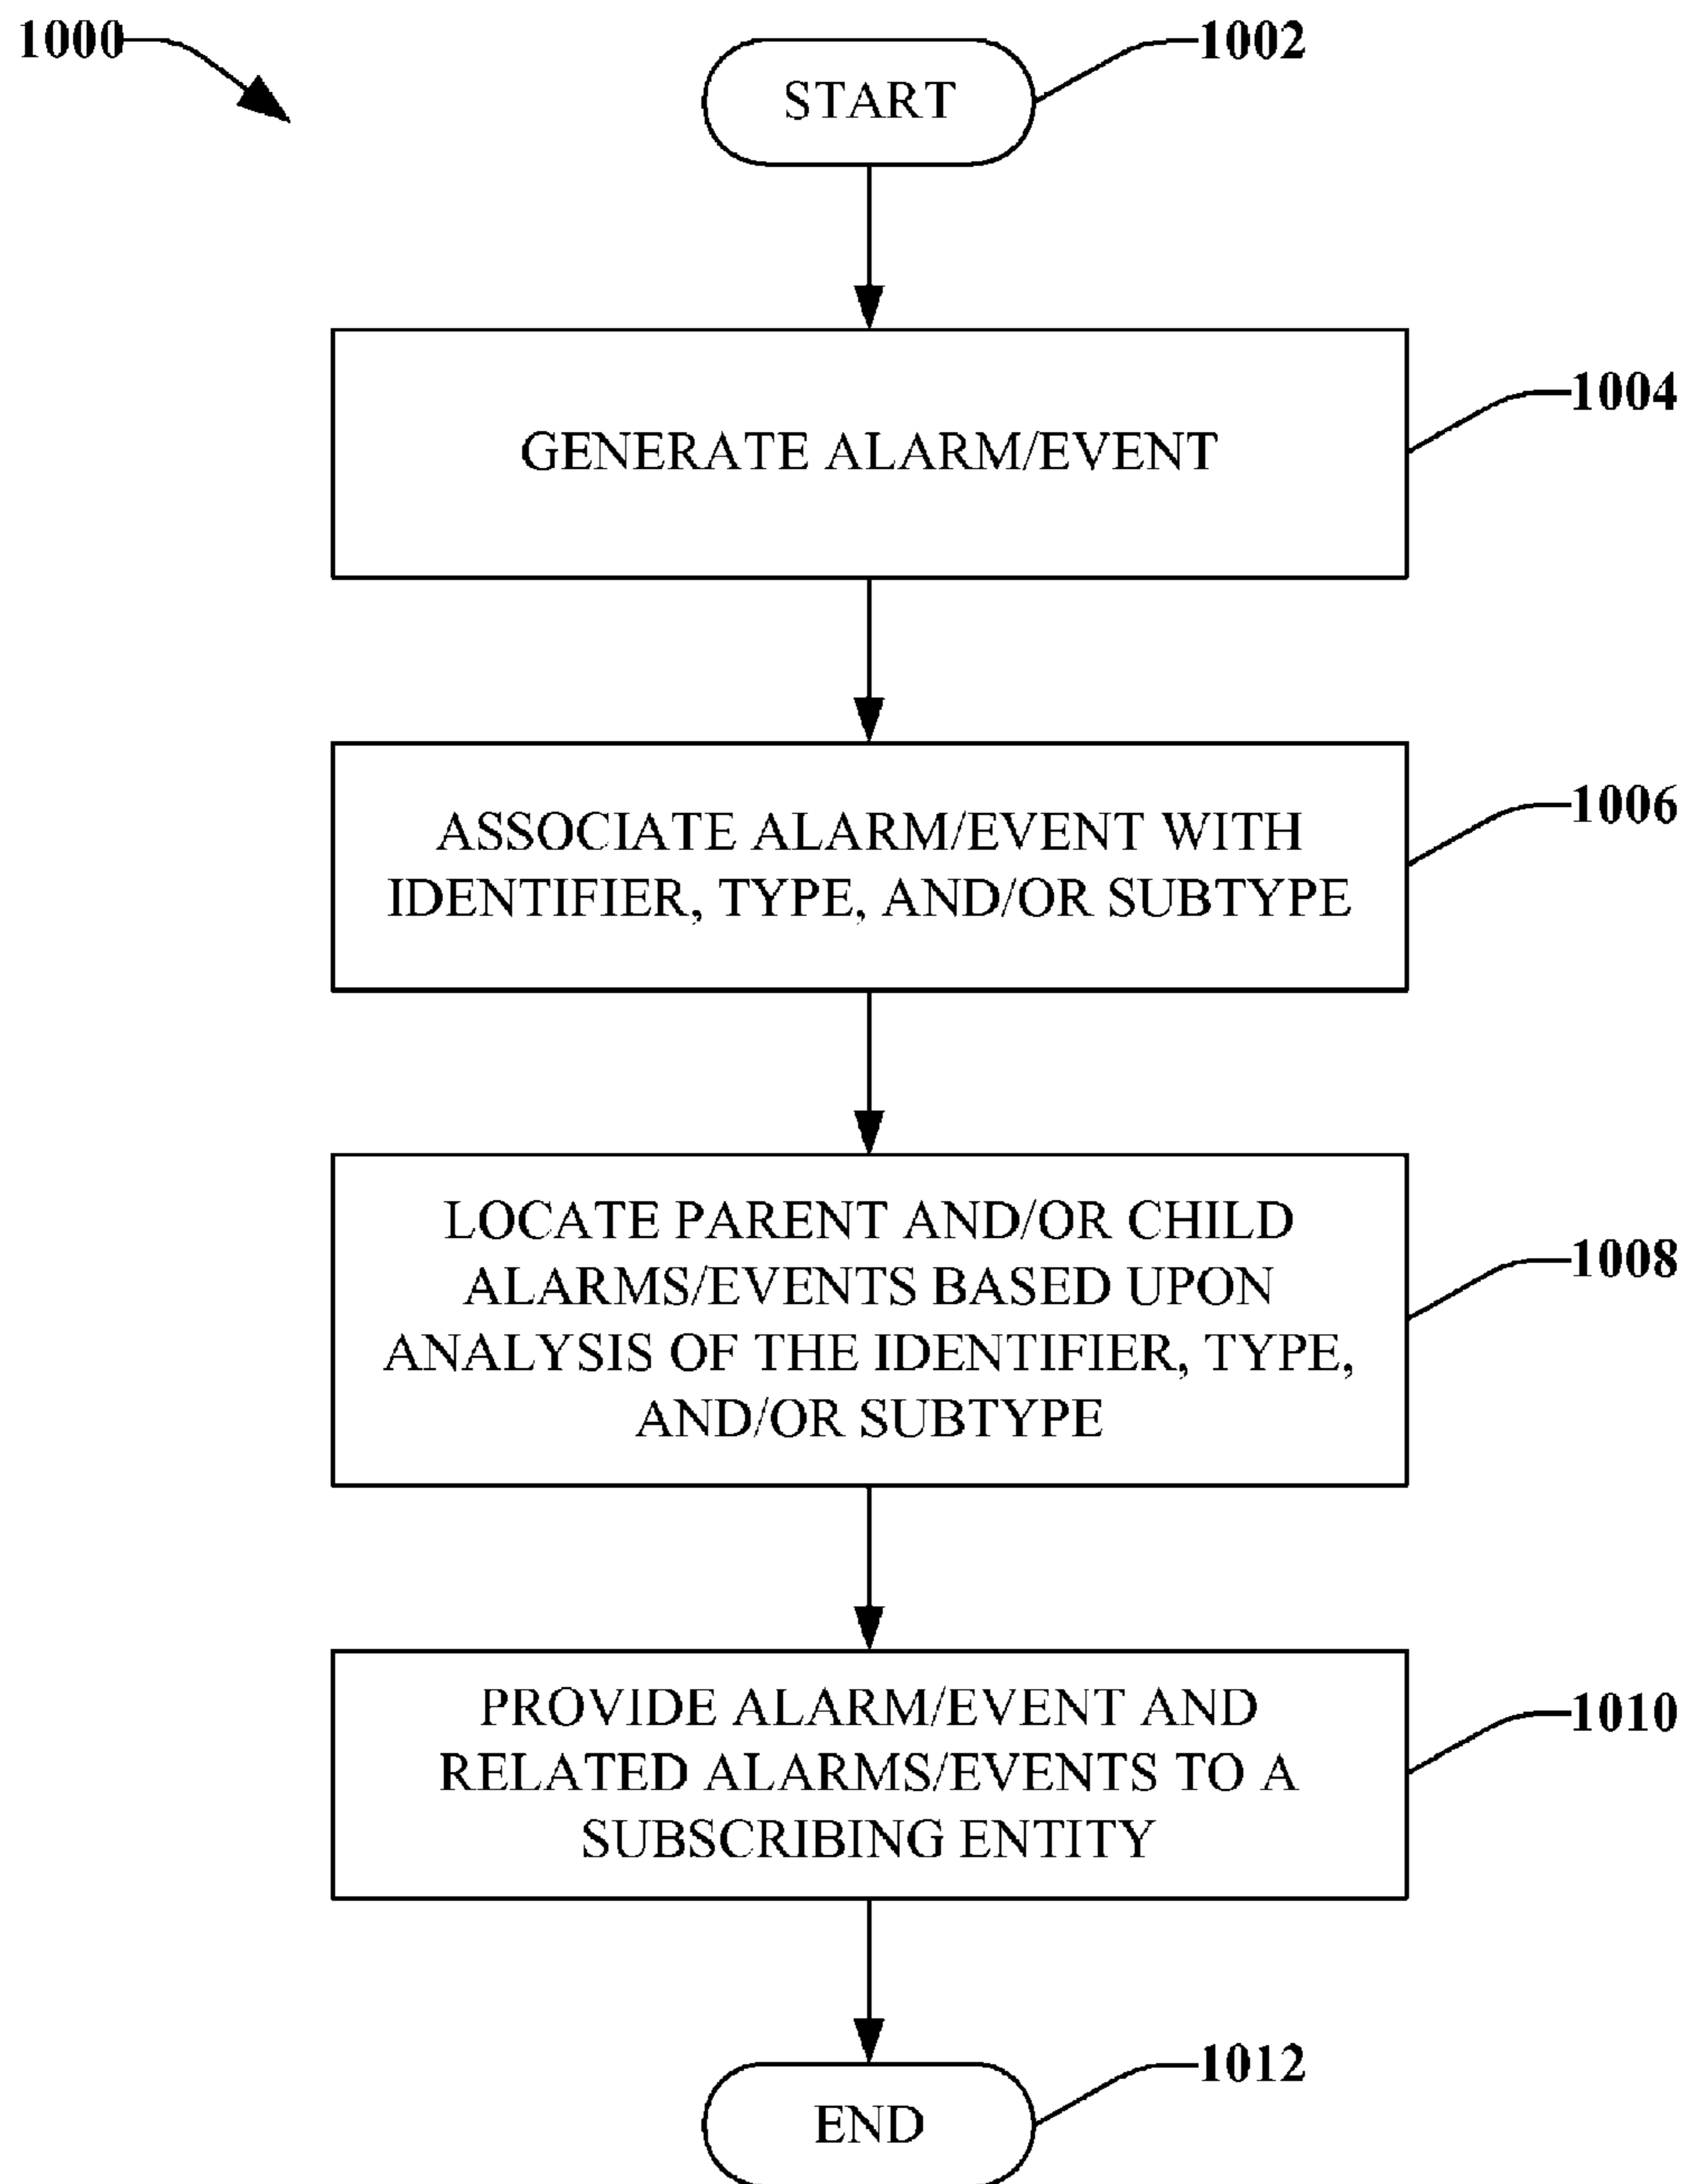 1000
START
1002
GENERATE ALARM/EVENT
1004
ASSOCIATE ALARM/EVENT WITH
IDENTIFIER, TYPE, AND/OR SUBTYPE
1006
LOCATE PARENT AND/OR CHILD
ALARMS/EVENTS BASED UPON
ANALYSIS OF THE IDENTIFIER, TYPE,
AND/OR SUBTYPE
1008
PROVIDE ALARM/EVENT AND
RELATED ALARMS/EVENTS TO A
SUBSCRIBING ENTITY
1010
END
1012